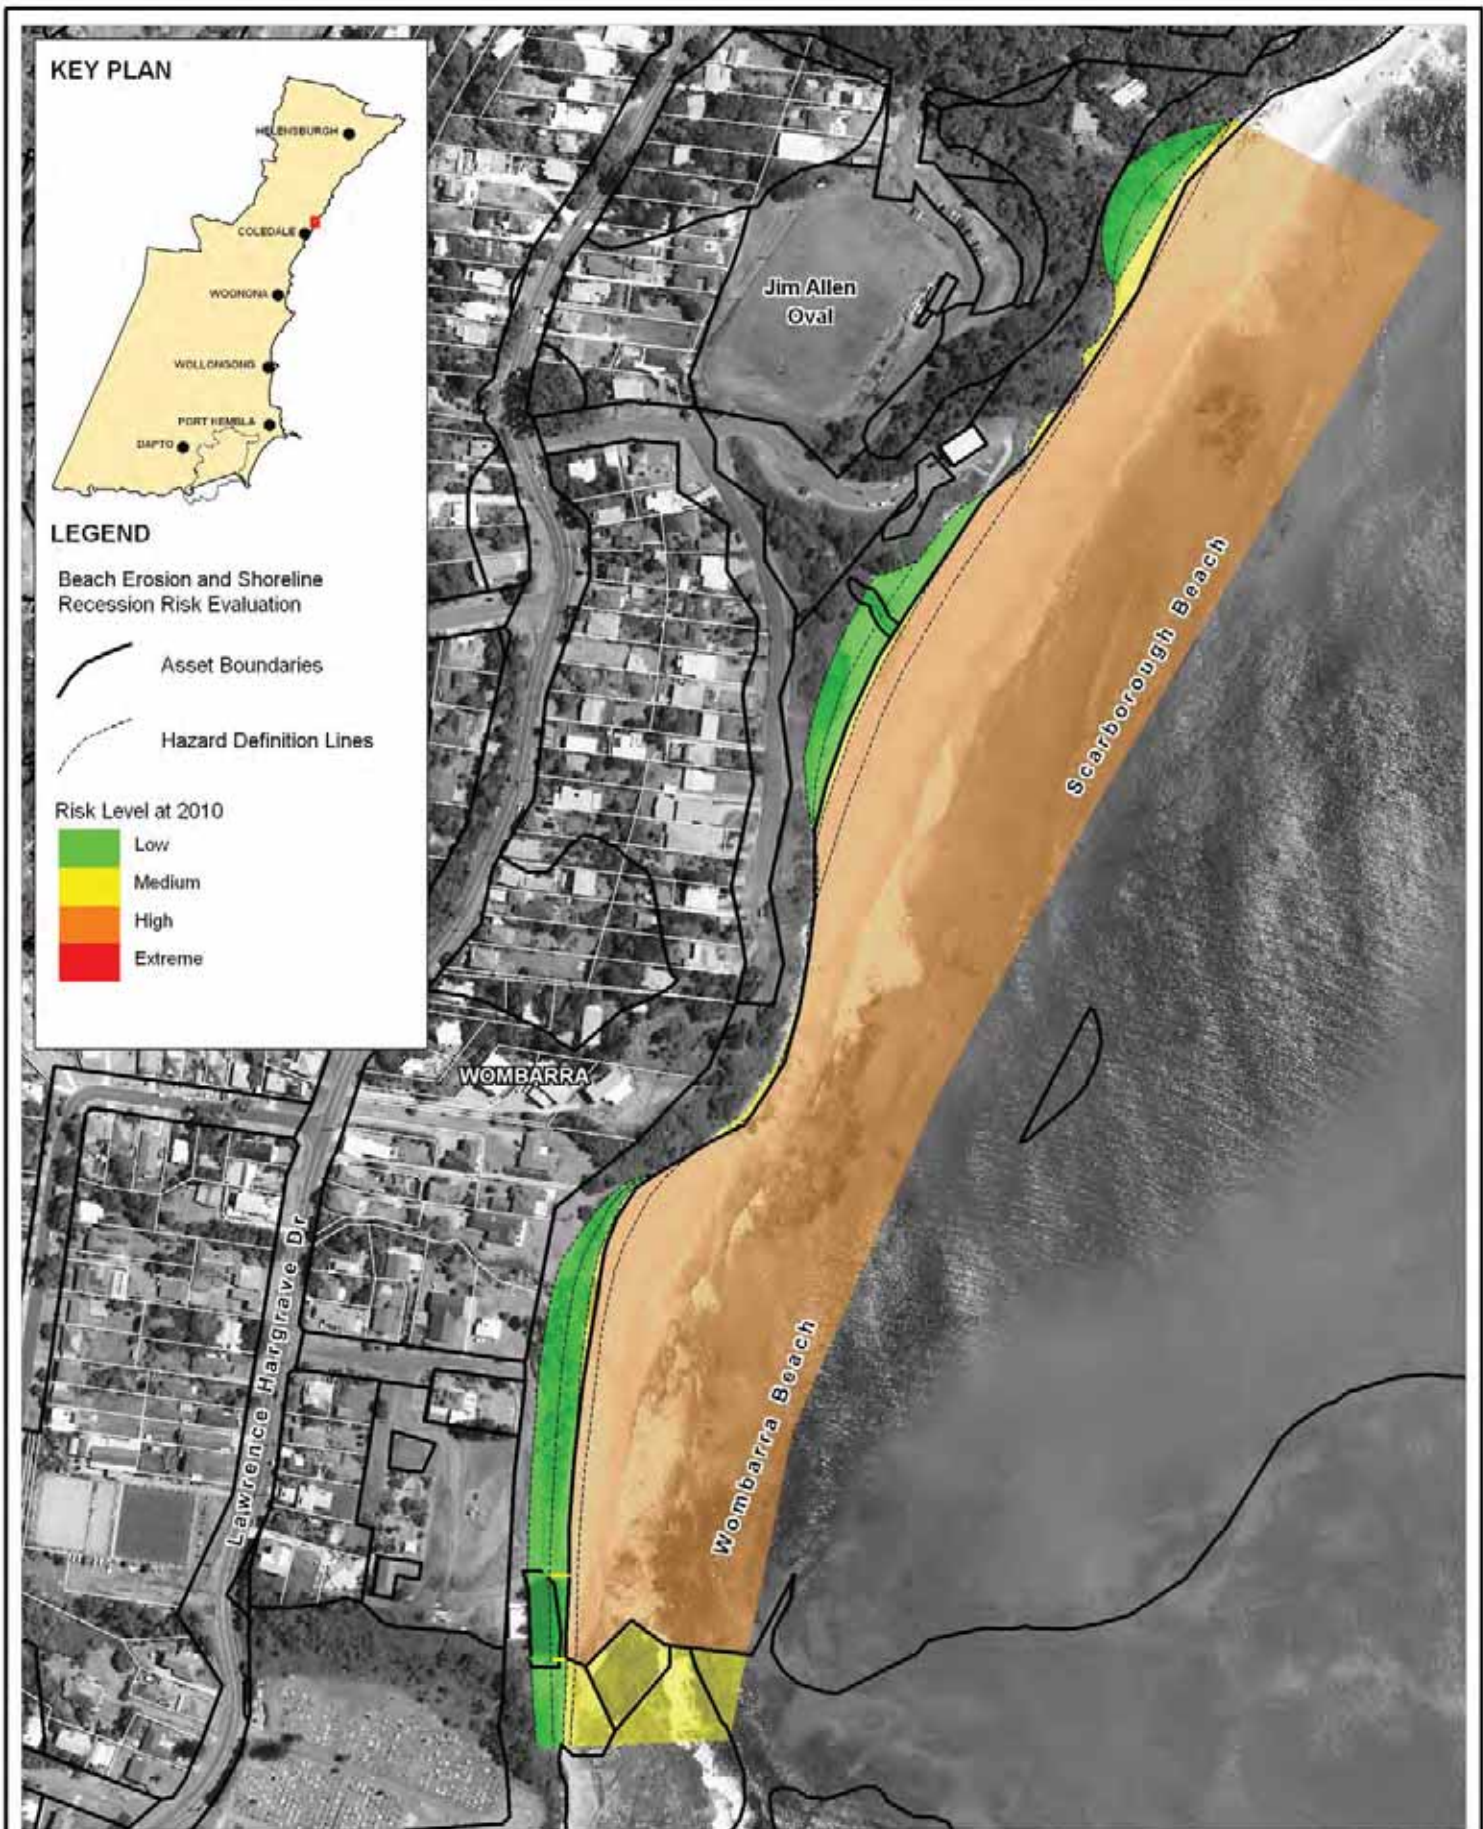 KEY PLAN
HELENSBURGH
COLEDALE
WOONONA
WOLLONGONG
PORT KEMBLA
DAPTO
LEGEND
Beach Erosion and Shoreline
Recession Risk Evaluation
Asset Boundaries
Hazard Definition Lines
Risk Level at 2010
Low
Medium
High
Extreme
Jim Allen
Oval
Scarborough Beach
WOMBARRA
Lawrence Hargrave Dr
Wombarra Beach